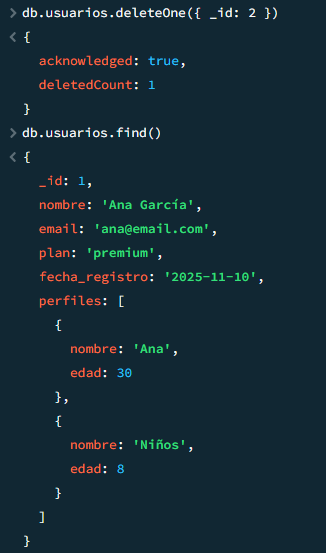 > db.usuarios.deleteOne({ _id: 2 })
< {
acknowledged: true,
deletedCount: 1
}
> db.usuarios.find()
< {
_id: 1,
nombre: 'Ana García',
email: 'ana@email.com',
plan: 'premium',
fecha_registro: '2025-11-10',
perfiles: [
{
nombre: 'Ana',
edad: 30
},
{
nombre: 'Niños',
edad: 8
}
]
}